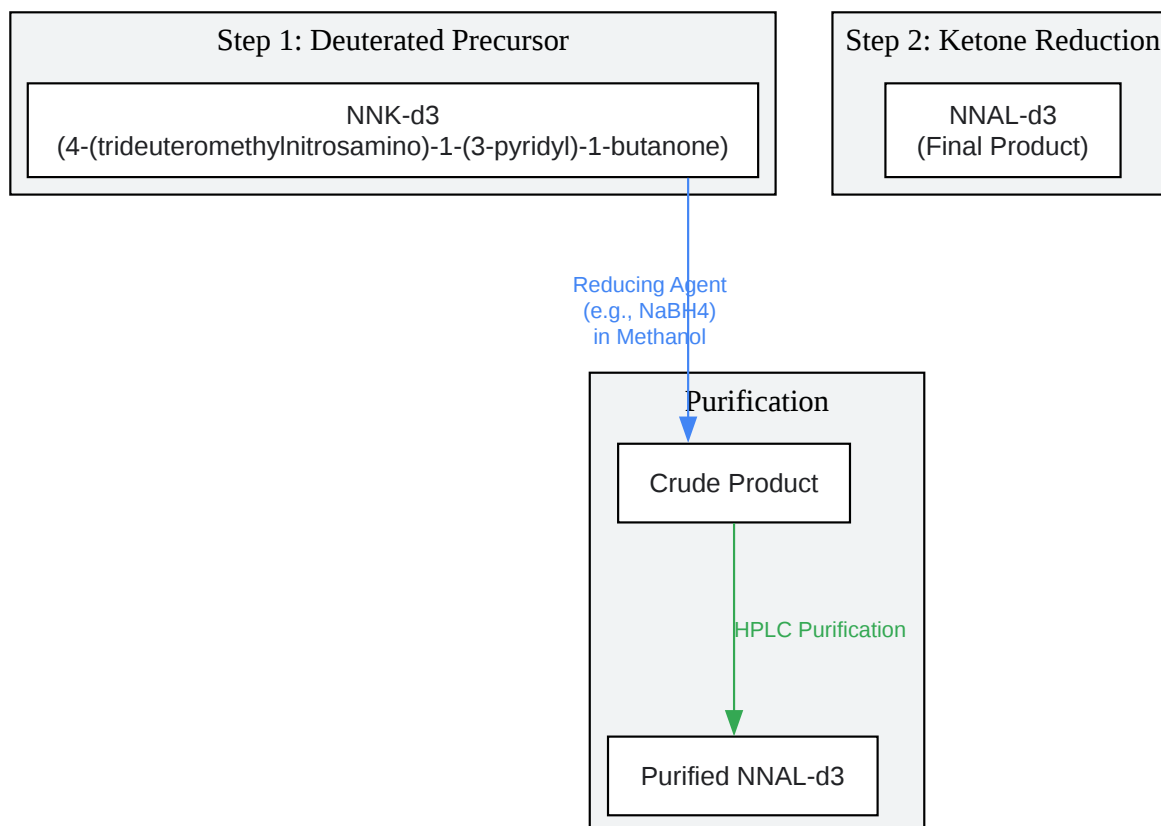 Step 1: Deuterated Precursor
NNK-d3
(4-(trideuteromethylnitrosamino)-1-(3-pyridyl)-1-butanone)
Step 2: Ketone Reduction
NNAL-d3
(Final Product)
Reducing Agent
(e.g., NaBH4)
in Methanol
Purification
Crude Product
HPLC Purification
Purified NNAL-d3